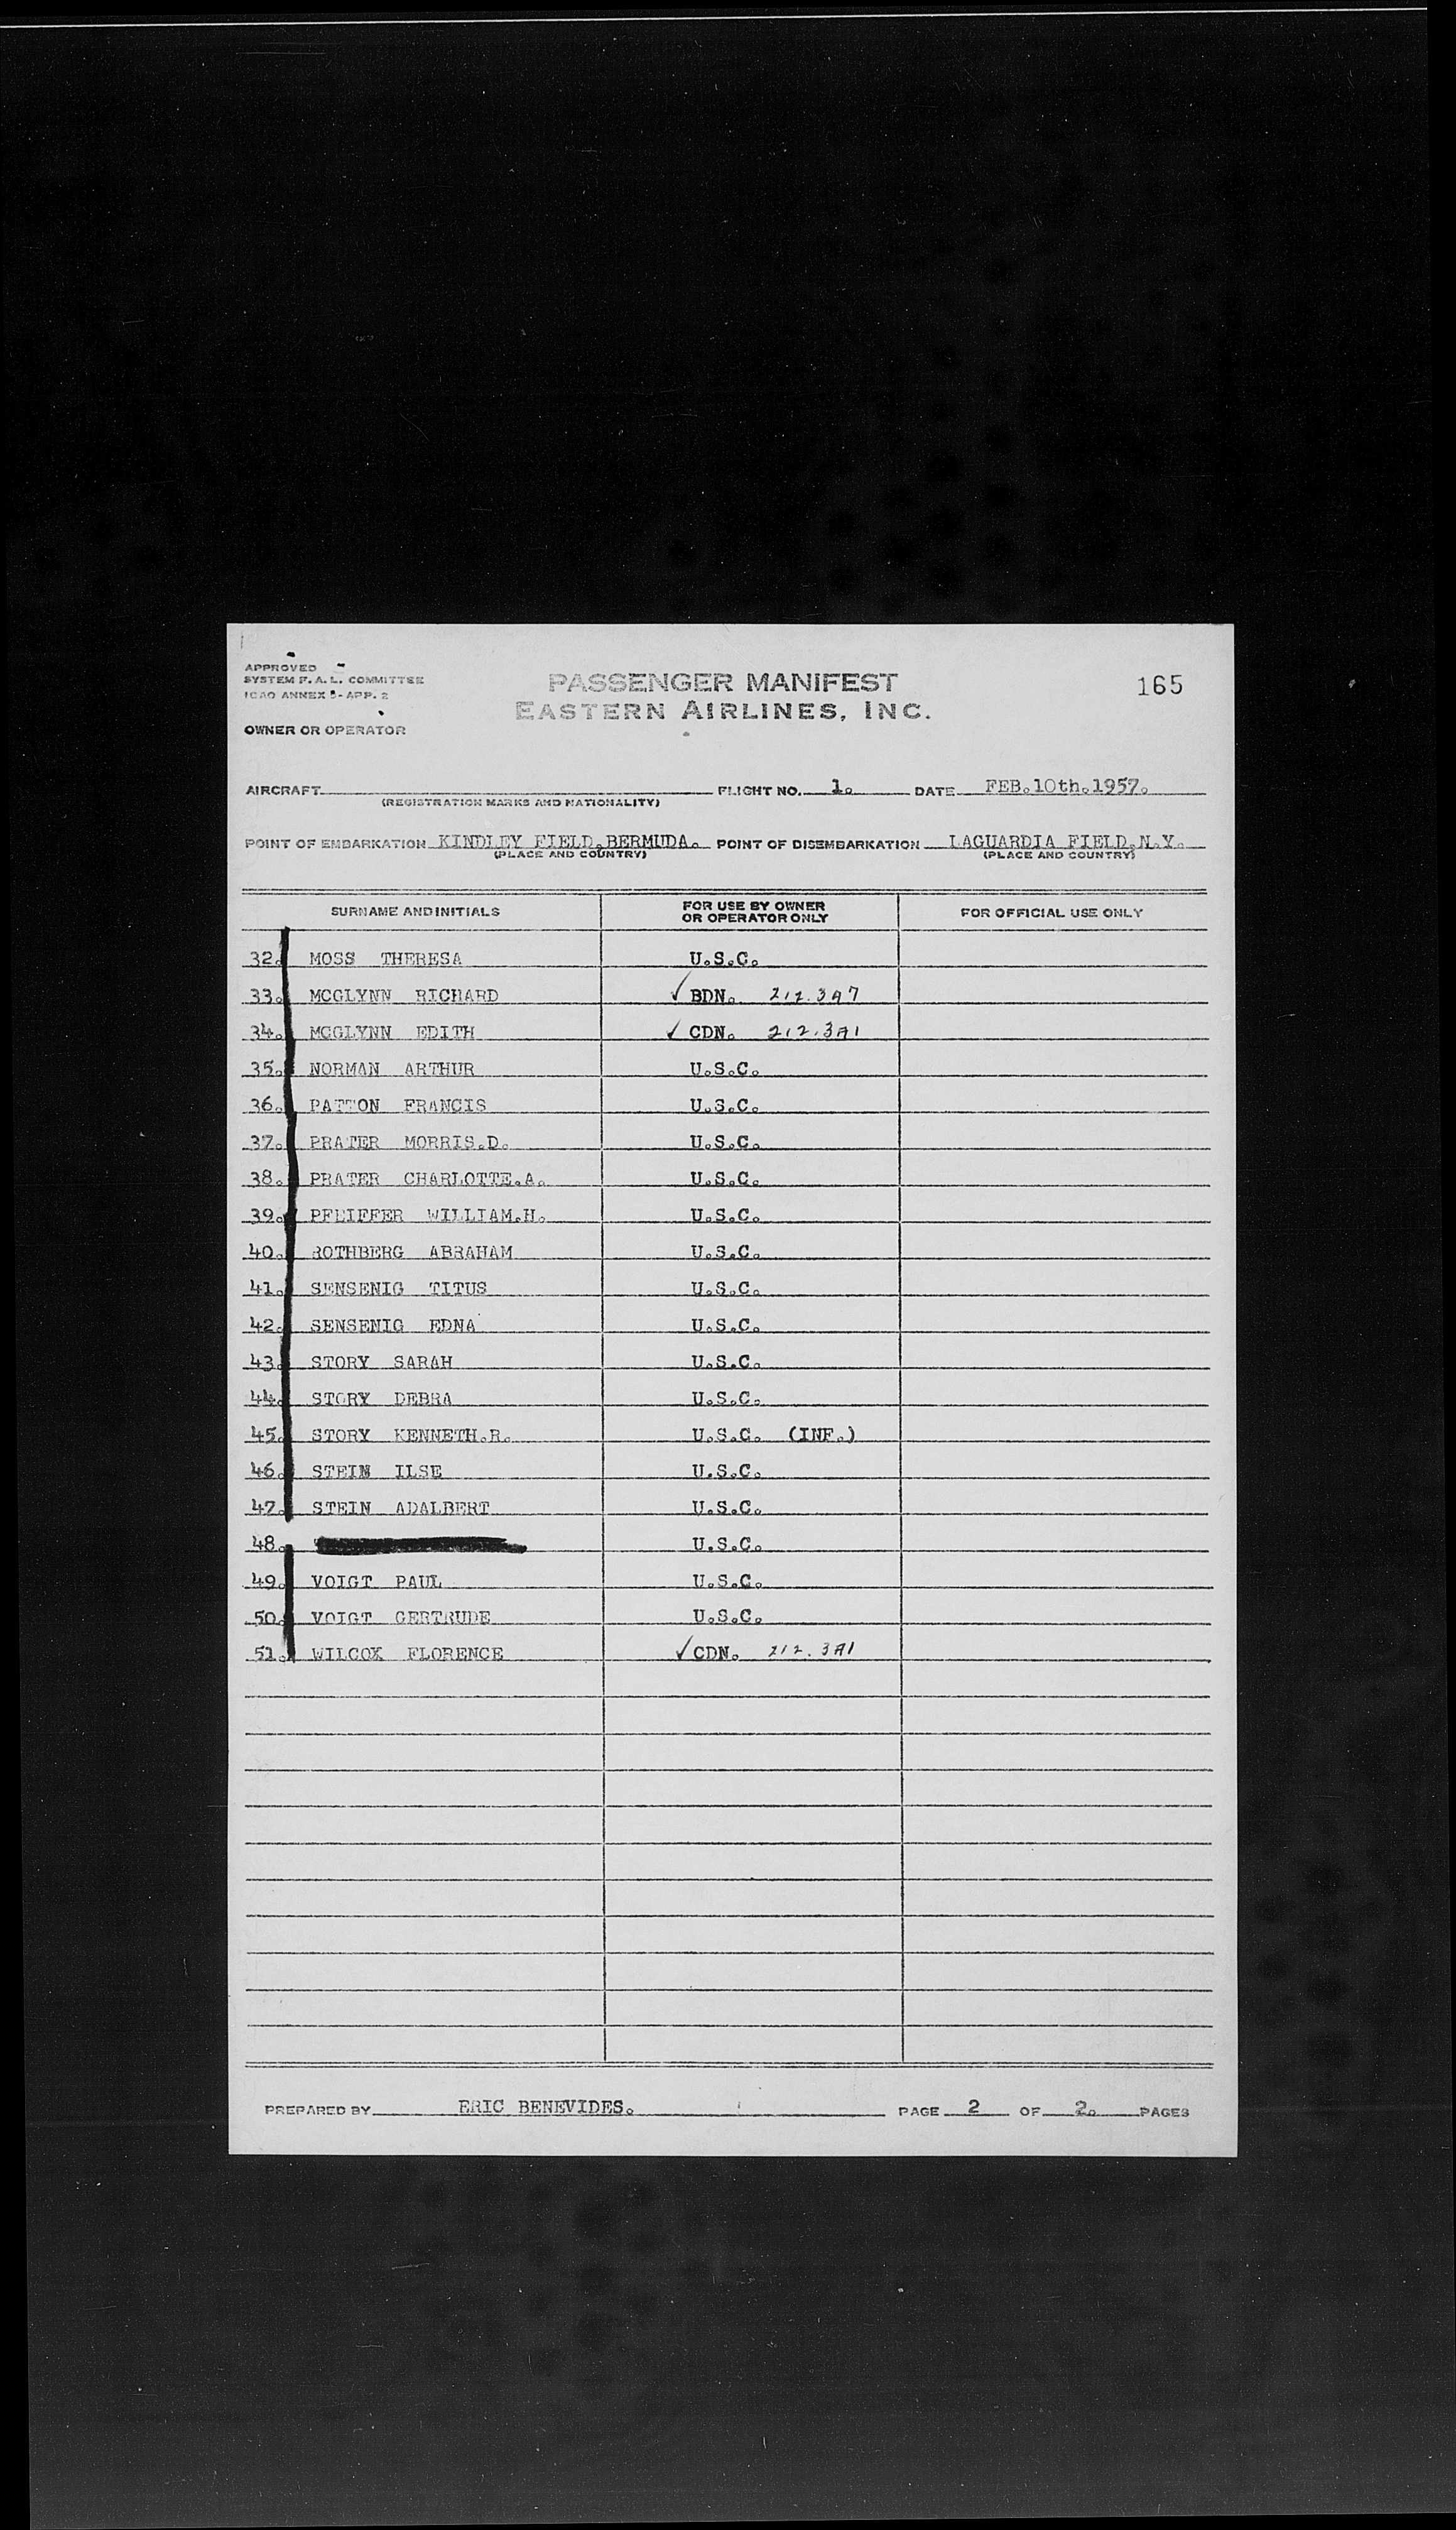 APPROVED
SYSTEM F.A.L. COMMITTEE
ICAO ANNEX 9 - APP. 2
PASSENGER MANIFEST
165
EASTERN AIRLINES, INC.
OWNER OR OPERATOR
AIRCRAFT FLIGHT NO. 1. DATE FEB.10th.1957.
(REGISTRATION MARKS AND NATIONALITY)
POINT OF EMBARKATION KINDLEY FIELD.BERMUDA. POINT OF DISEMBARKATION LAGUARDIA FIELD.N.Y.
(PLACE AND COUNTRY) (PLACE AND COUNTRY)
SURNAME AND INITIALS FOR USE BY OWNER OR OPERATOR ONLY FOR OFFICIAL USE ONLY
32. MOSS THERESA U.S.C.
33. MCGLYNN RICHARD ✓ BDN. 212.3A7
34. MCGLYNN EDITH ✓ CDN. 212.3A1
35. NORMAN ARTHUR U.S.C.
36. PATTON FRANCIS U.S.C.
37. PRATER MORRIS.D. U.S.C.
38. PRATER CHARLOTTE.A. U.S.C.
39. PFEIFFER WILLIAM.H. U.S.C.
40. ROTHBERG ABRAHAM U.S.C.
41. SENSENIG TITUS U.S.C.
42. SENSENIG EDNA U.S.C.
43. STORY SARAH U.S.C.
44. STORY DEBRA U.S.C.
45. STORY KENNETH.R. U.S.C. (INF.)
46. STEIN ILSE U.S.C.
47. STEIN ADALBERT U.S.C.
48. U.S.C.
49. VOIGT PAUL U.S.C.
50. VOIGT GERTRUDE U.S.C.
51. WILCOX FLORENCE ✓ CDN. 212.3A1
PREPARED BY ERIC BENEVIDES. PAGE 2 OF 2. PAGES